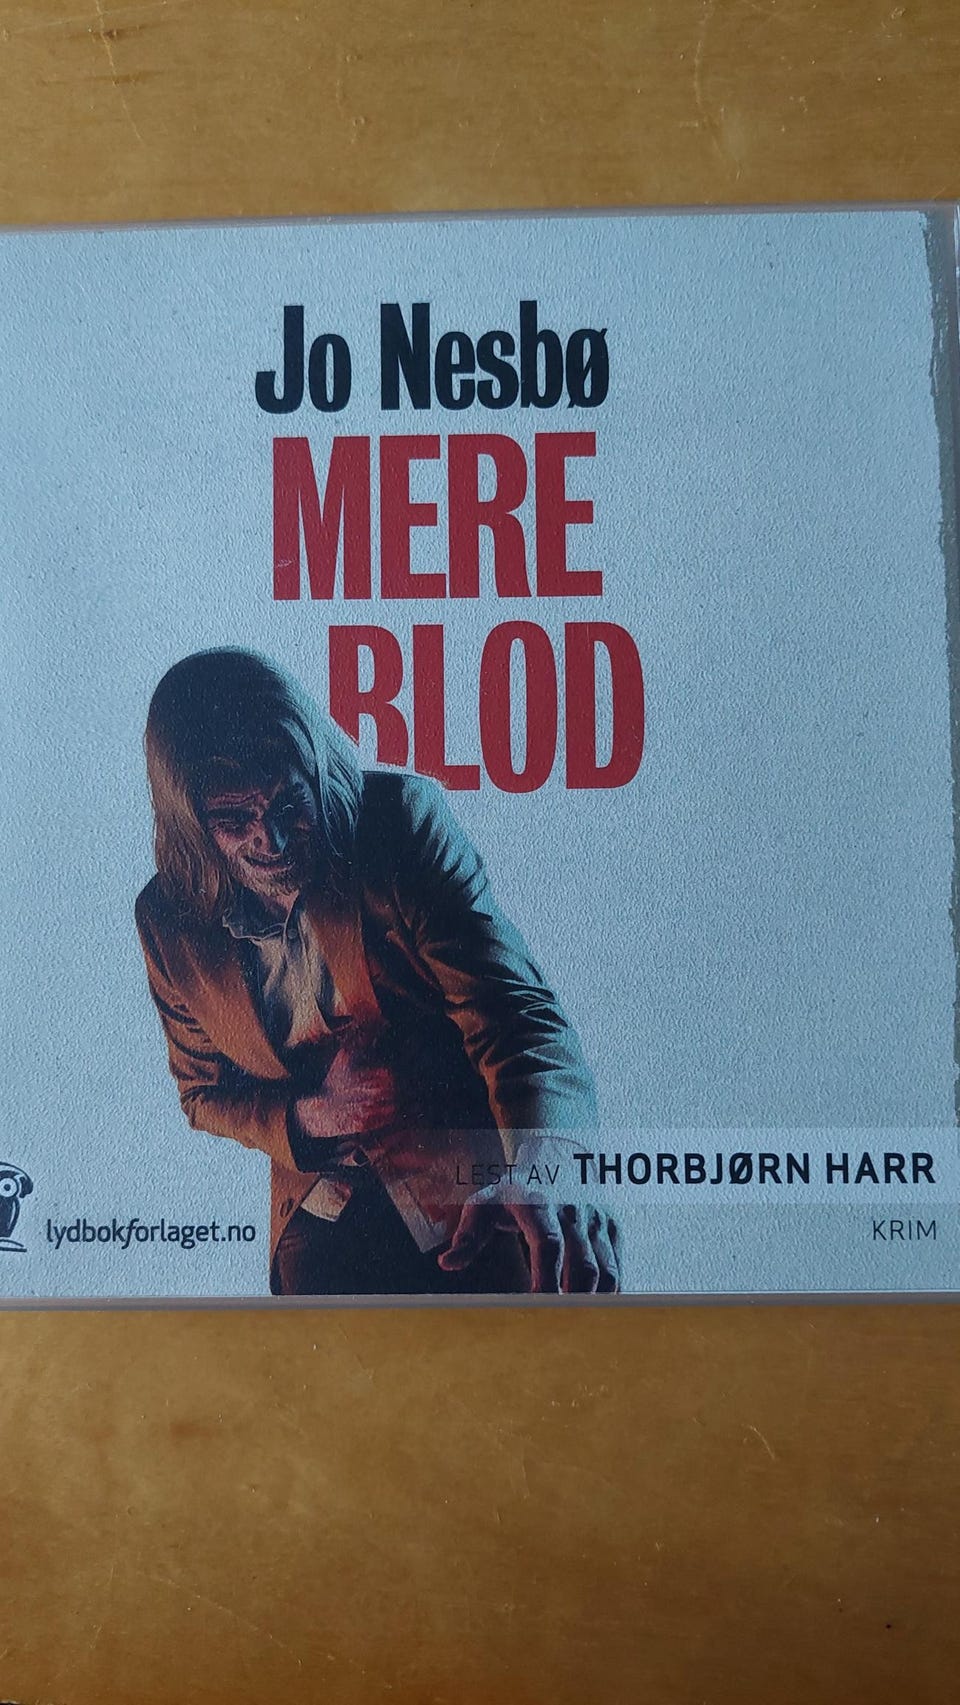 Jo Nesbø
MERE
BLOD
LEST AV THORBJØRN HARR
lydbokforlaget.no
KRIM